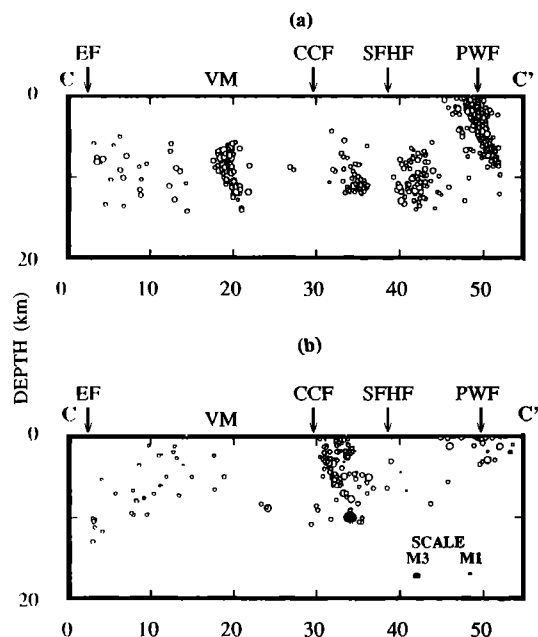 (a)
EF CCF SFHF PWF
C VM C'
0
20
0 10 20 30 40 50
DEPTH (km)
(b)
EF CCF SFHF PWF
C VM C'
0
SCALE
M3 M1
20
0 10 20 30 40 50